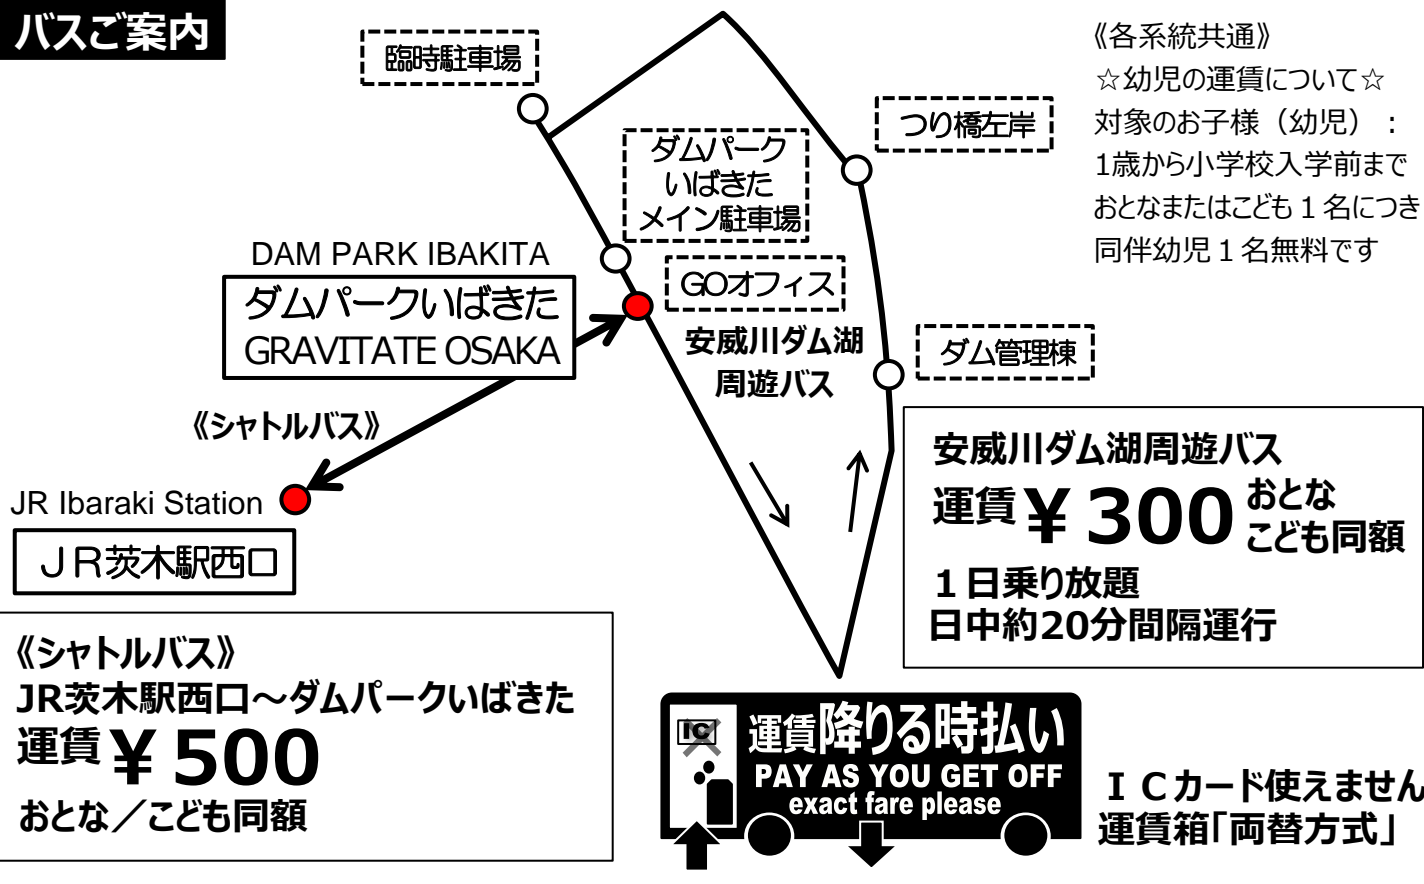 バスご案内
臨時駐車場
ダムパーク
いばきた
メイン駐車場
つり橋左岸
《各系統共通》
☆幼児の運賃について☆
対象のお子様（幼児）：
1歳から小学校入学前まで
おとなまたはこども１名につき
同伴幼児１名無料です
DAM PARK IBAKITA
ダムパークいばきた
GRAVITATE OSAKA
GOオフィス
安威川ダム湖
周遊バス
ダム管理棟
《シャトルバス》
JR Ibaraki Station
ＪＲ茨木駅西口
安威川ダム湖周遊バス
運賃￥300 おとな
こども同額
１日乗り放題
日中約20分間隔運行
《シャトルバス》
JR茨木駅西口～ダムパークいばきた
運賃￥500
おとな／こども同額
IC
運賃降りる時払い
PAY AS YOU GET OFF
exact fare please
ＩＣカード使えません
運賃箱「両替方式」